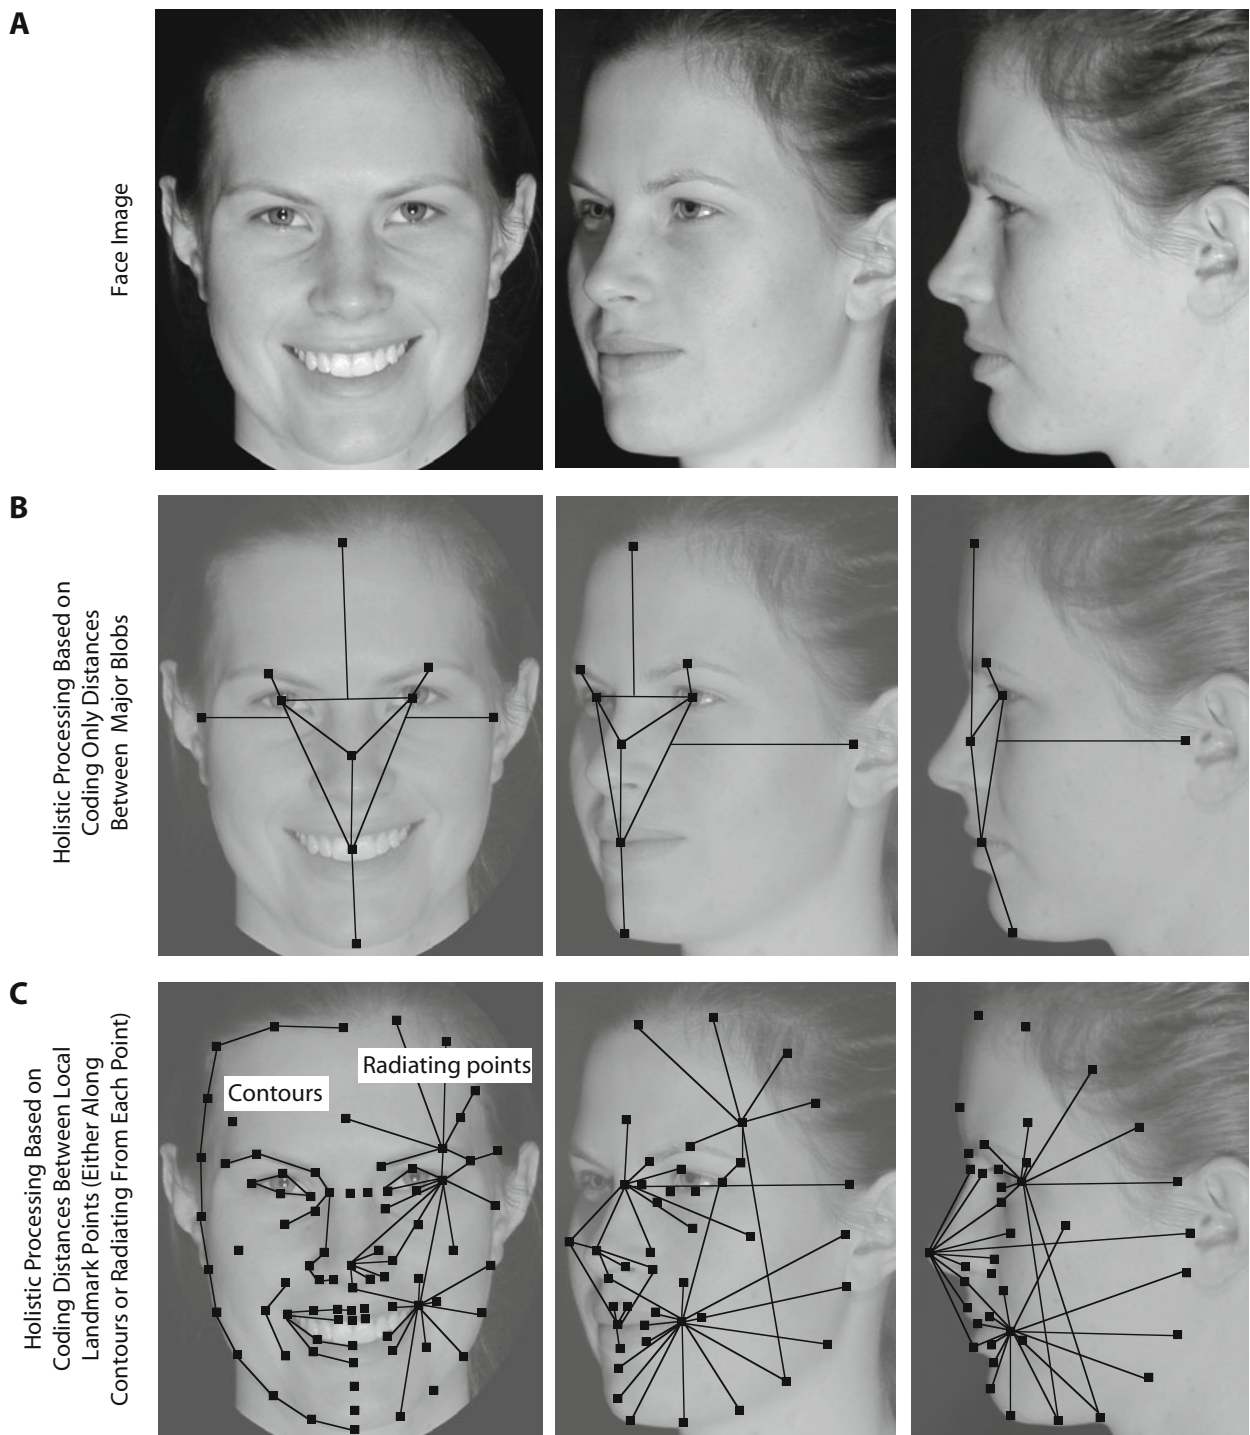 A
Face Image
B
Holistic Processing Based on
Coding Only Distances
Between Major Blobs
C
Holistic Processing Based on
Coding Distances Between Local
Landmark Points (Either Along
Contours or Radiating From Each Point)
Radiating points
Contours